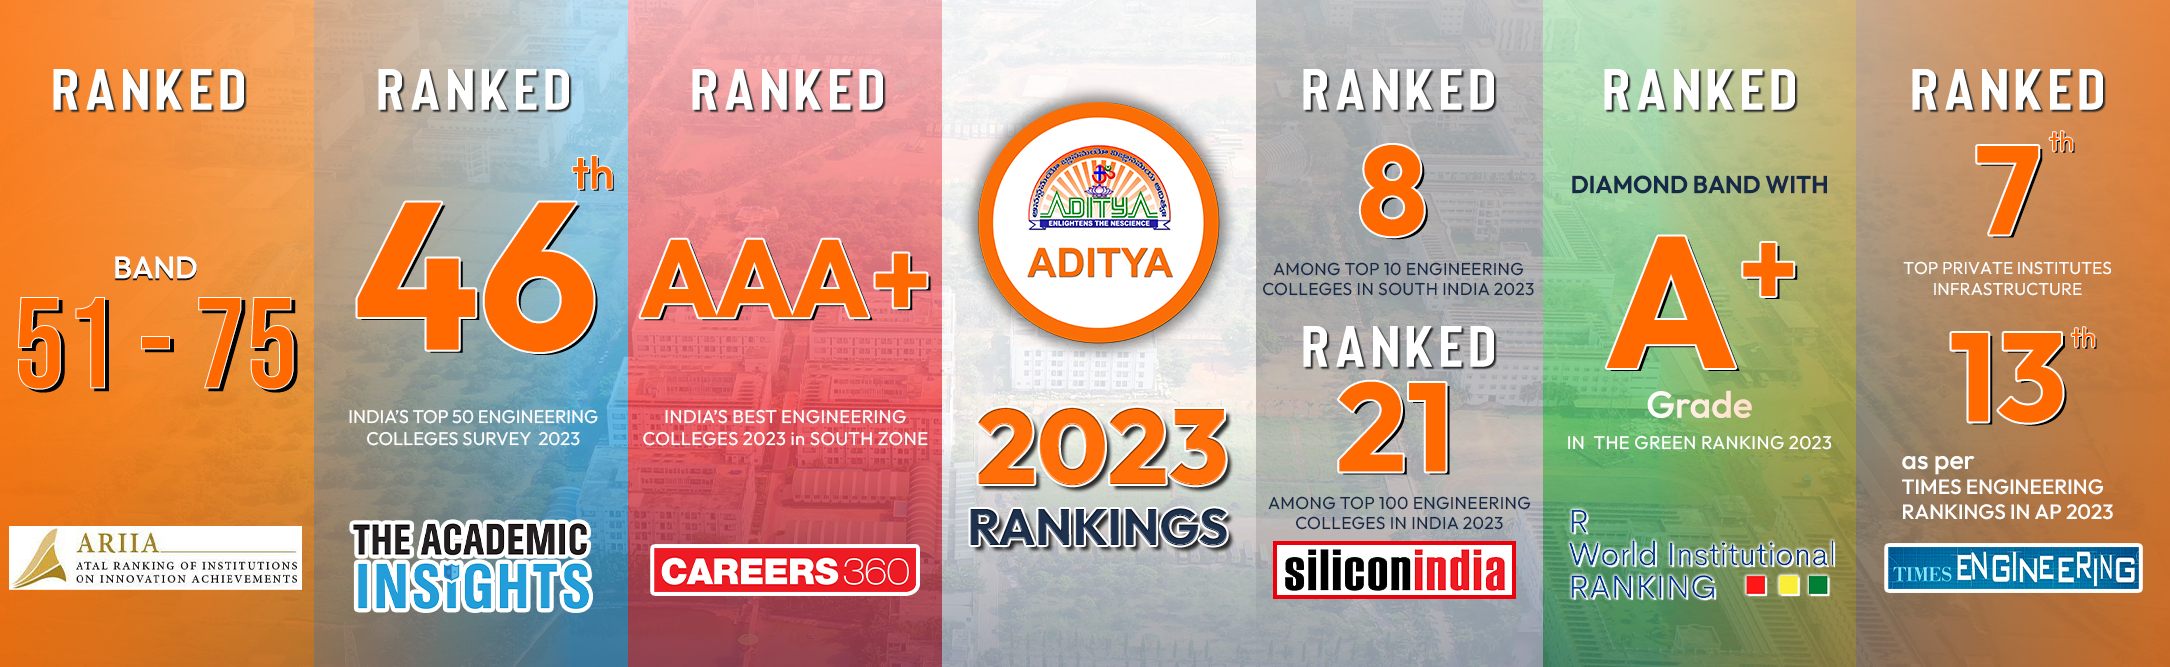 RANKED
BAND
51 - 75
ARIIA
ATAL RANKING OF INSTITUTIONS
ON INNOVATION ACHIEVEMENTS
RANKED
46th
INDIA'S TOP 50 ENGINEERING
COLLEGES SURVEY 2023
THE ACADEMIC
INSiGHTS
RANKED
AAA+
INDIA'S BEST ENGINEERING
COLLEGES 2023 in SOUTH ZONE
CAREERS360
ADITYA
ENLIGHTENS THE NESCIENCE
ADITYA
2023
RANKINGS
RANKED
8
AMONG TOP 10 ENGINEERING
COLLEGES IN SOUTH INDIA 2023
RANKED
21
AMONG TOP 100 ENGINEERING
COLLEGES IN INDIA 2023
siliconindia
RANKED
DIAMOND BAND WITH
A+
Grade
IN THE GREEN RANKING 2023
R
World Institutional
RANKING
RANKED
7th
TOP PRIVATE INSTITUTES
INFRASTRUCTURE
13th
as per
TIMES ENGINEERING
RANKINGS IN AP 2023
TIMES ENGINEERING